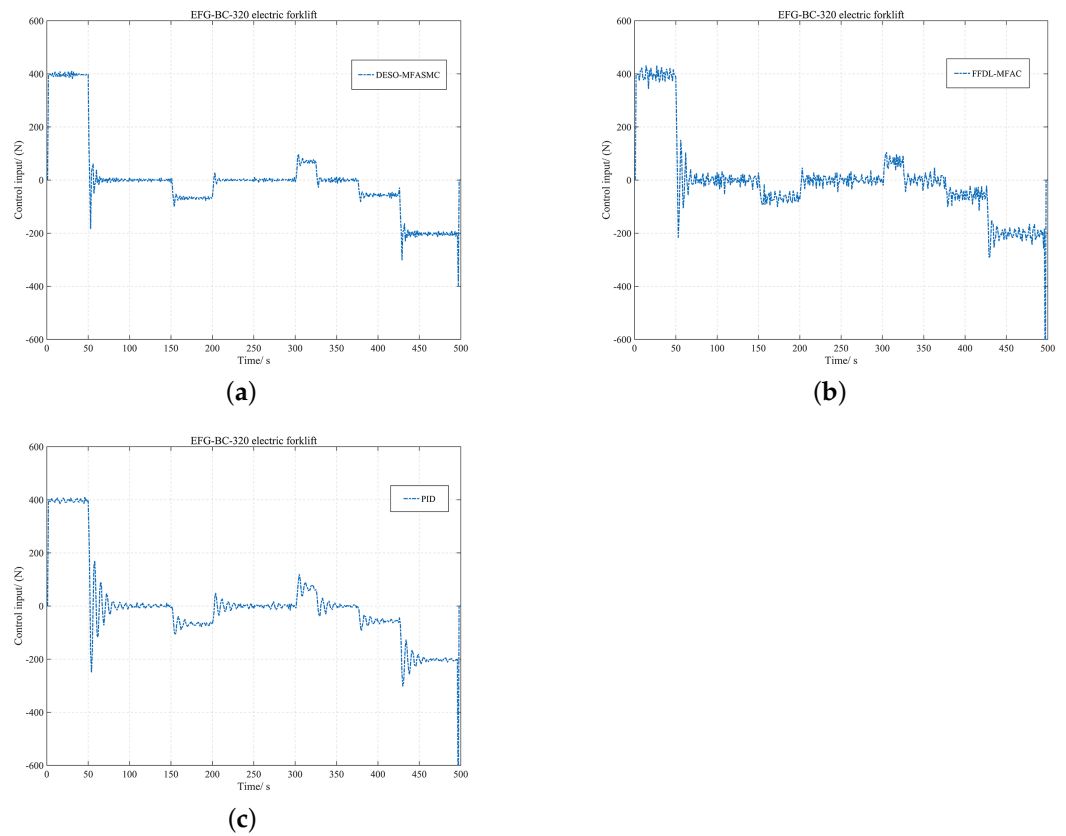 EFG-BC-320 electric forklift
600
400
200
0
-200
-400
-600
Control input/ (N)
DESO-MFASMC
0 50 100 150 200 250 300 350 400 450 500
Time/ s
(a)
EFG-BC-320 electric forklift
600
400
200
0
-200
-400
-600
Control input/ (N)
FFDL-MFAC
0 50 100 150 200 250 300 350 400 450 500
Time/ s
(b)
EFG-BC-320 electric forklift
600
400
200
0
-200
-400
-600
Control input/ (N)
PID
0 50 100 150 200 250 300 350 400 450 500
Time/ s
(c)